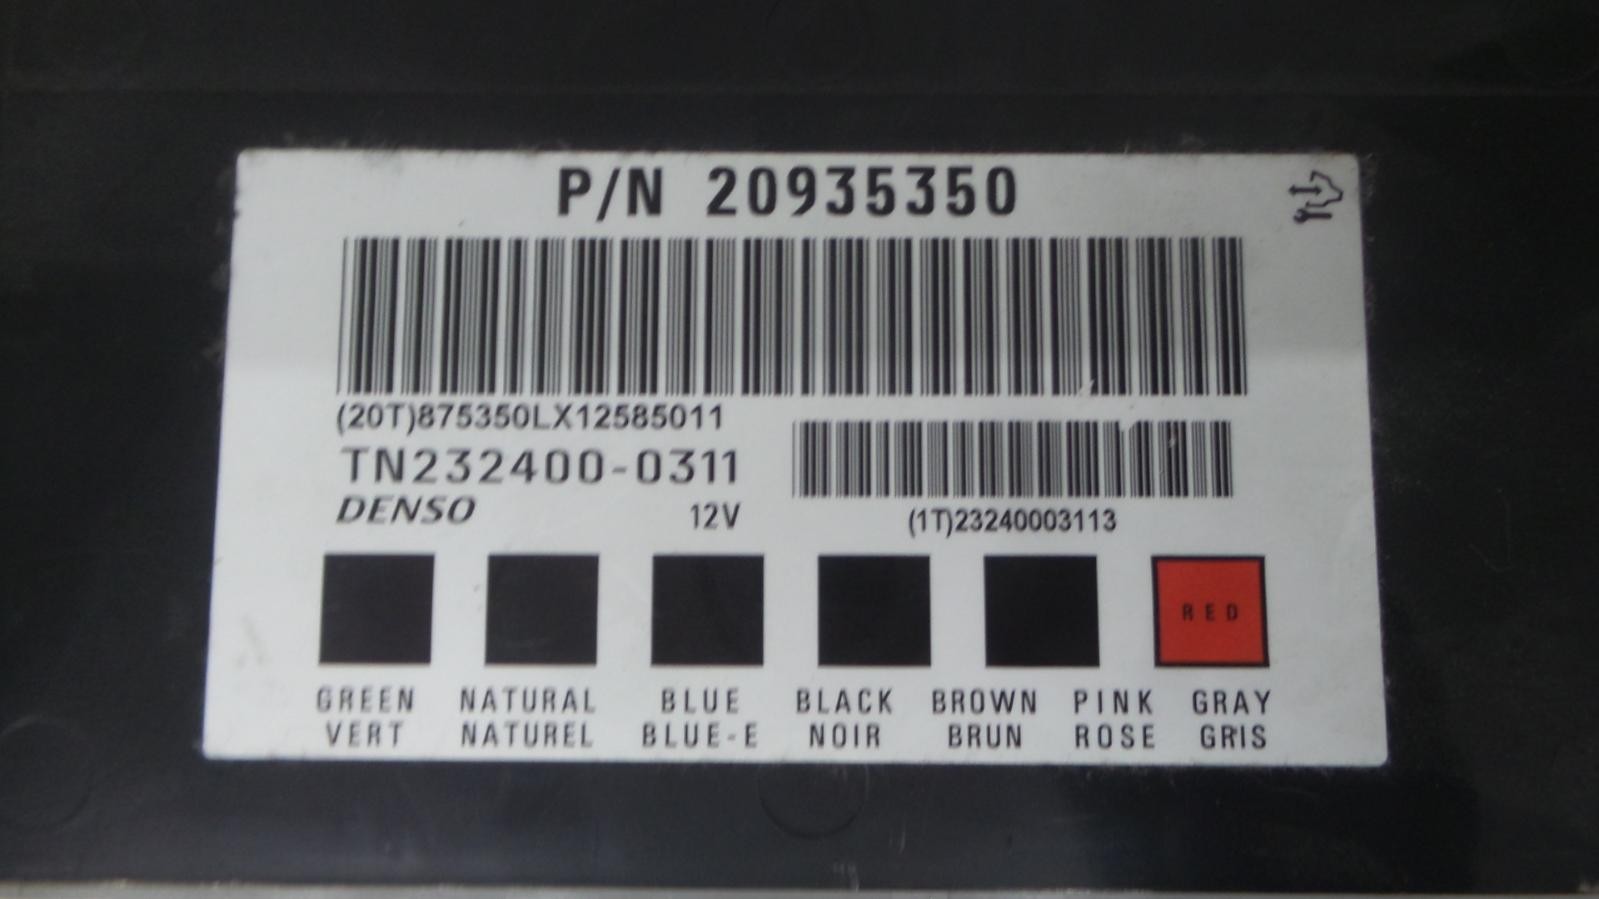 P/N 20935350
(20T)875350LX12585011
TN232400-0311
DENSO 12V (1T)23240003113
RED
GREEN NATURAL BLUE BLACK BROWN PINK GRAY
VERT NATUREL BLUE-E NOIR BRUN ROSE GRIS